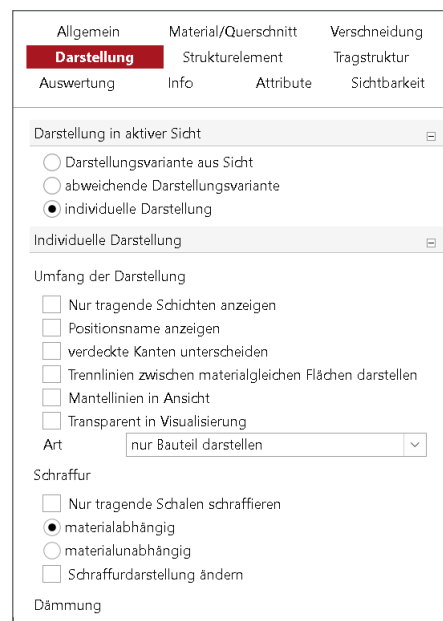 Allgemein Material/Querschnitt Verschneidung
Darstellung Strukturelement Tragstruktur
Auswertung Info Attribute Sichtbarkeit
Darstellung in aktiver Sicht
Darstellungsvariante aus Sicht
abweichende Darstellungsvariante
individuelle Darstellung
Individuelle Darstellung
Umfang der Darstellung
Nur tragende Schichten anzeigen
Positionsname anzeigen
verdeckte Kanten unterscheiden
Trennlinien zwischen materialgleichen Flächen darstellen
Mantellinien in Ansicht
Transparent in Visualisierung
Art nur Bauteil darstellen
Schraffur
Nur tragende Schalen schraffieren
materialabhängig
materialunabhängig
Schraffurdarstellung ändern
Dämmung